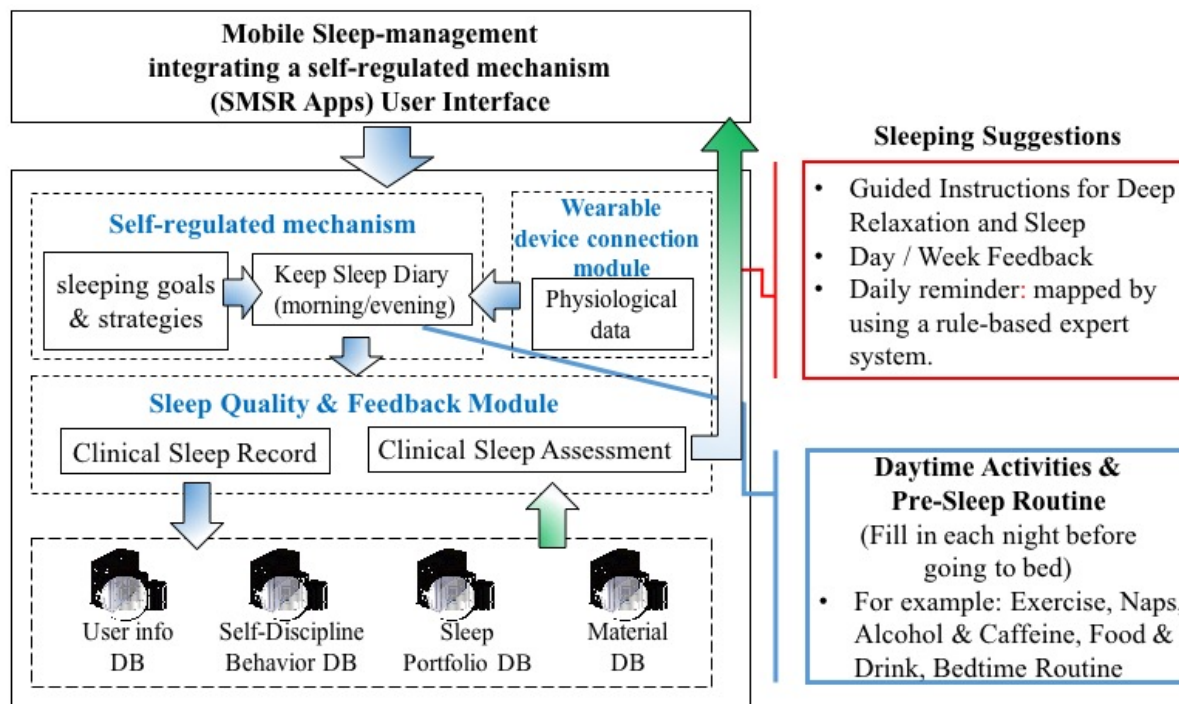 Mobile Sleep-management
integrating a self-regulated mechanism
(SMSR Apps) User Interface
Self-regulated mechanism
sleeping goals
& strategies
Keep Sleep Diary
(morning/evening)
Wearable
device connection
module
Physiological
data
Sleep Quality & Feedback Module
Clinical Sleep Record
Clinical Sleep Assessment
User info
DB
Self-Discipline
Behavior DB
Sleep
Portfolio DB
Material
DB
Sleeping Suggestions
• Guided Instructions for Deep
Relaxation and Sleep
• Day / Week Feedback
• Daily reminder: mapped by
using a rule-based expert
system.
Daytime Activities &
Pre-Sleep Routine
(Fill in each night before
going to bed)
• For example: Exercise, Naps,
Alcohol & Caffeine, Food &
Drink, Bedtime Routine